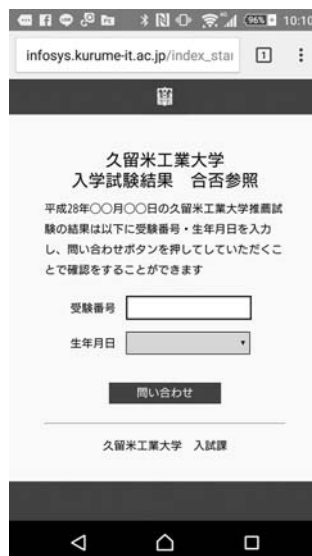 96% 10:10
infosys.kurume-it.ac.jp/index_star
1
久留米工業大学
入学試験結果 合否参照
平成28年○○月○○日の久留米工業大学推薦試
験の結果は以下に受験番号・生年月日を入力
し、問い合わせボタンを押してしていただくこ
とで確認をすることができます
受験番号
生年月日
問い合わせ
久留米工業大学 入試課